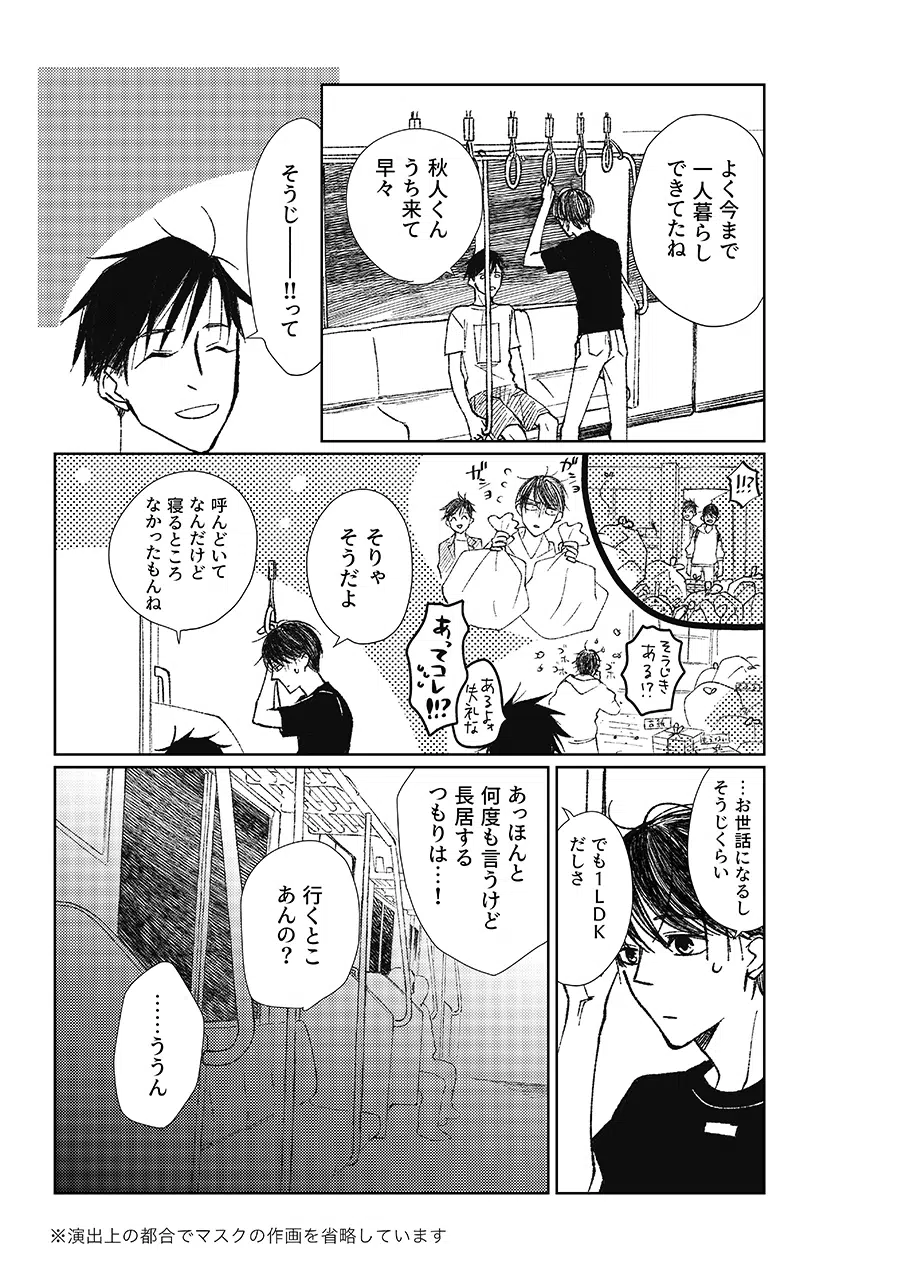 よく今まで
一人暮らし
できてたね
秋人くん
うち来て
早々
そうじ――!!って
!!?
ガシ
ガシ
そうじき
ある!?
あるよォ
失礼な
あってコレ!!?
そりゃ
そうだよ
呼んどいて
なんだけど
寝るところ
なかったもんね
…お世話になるし
そうじくらい
でも1LDK
だしさ
あっほんと
何度も言うけど
長居する
つもりは…!
行くとこ
あんの?
……ううん
※演出上の都合でマスクの作画を省略しています